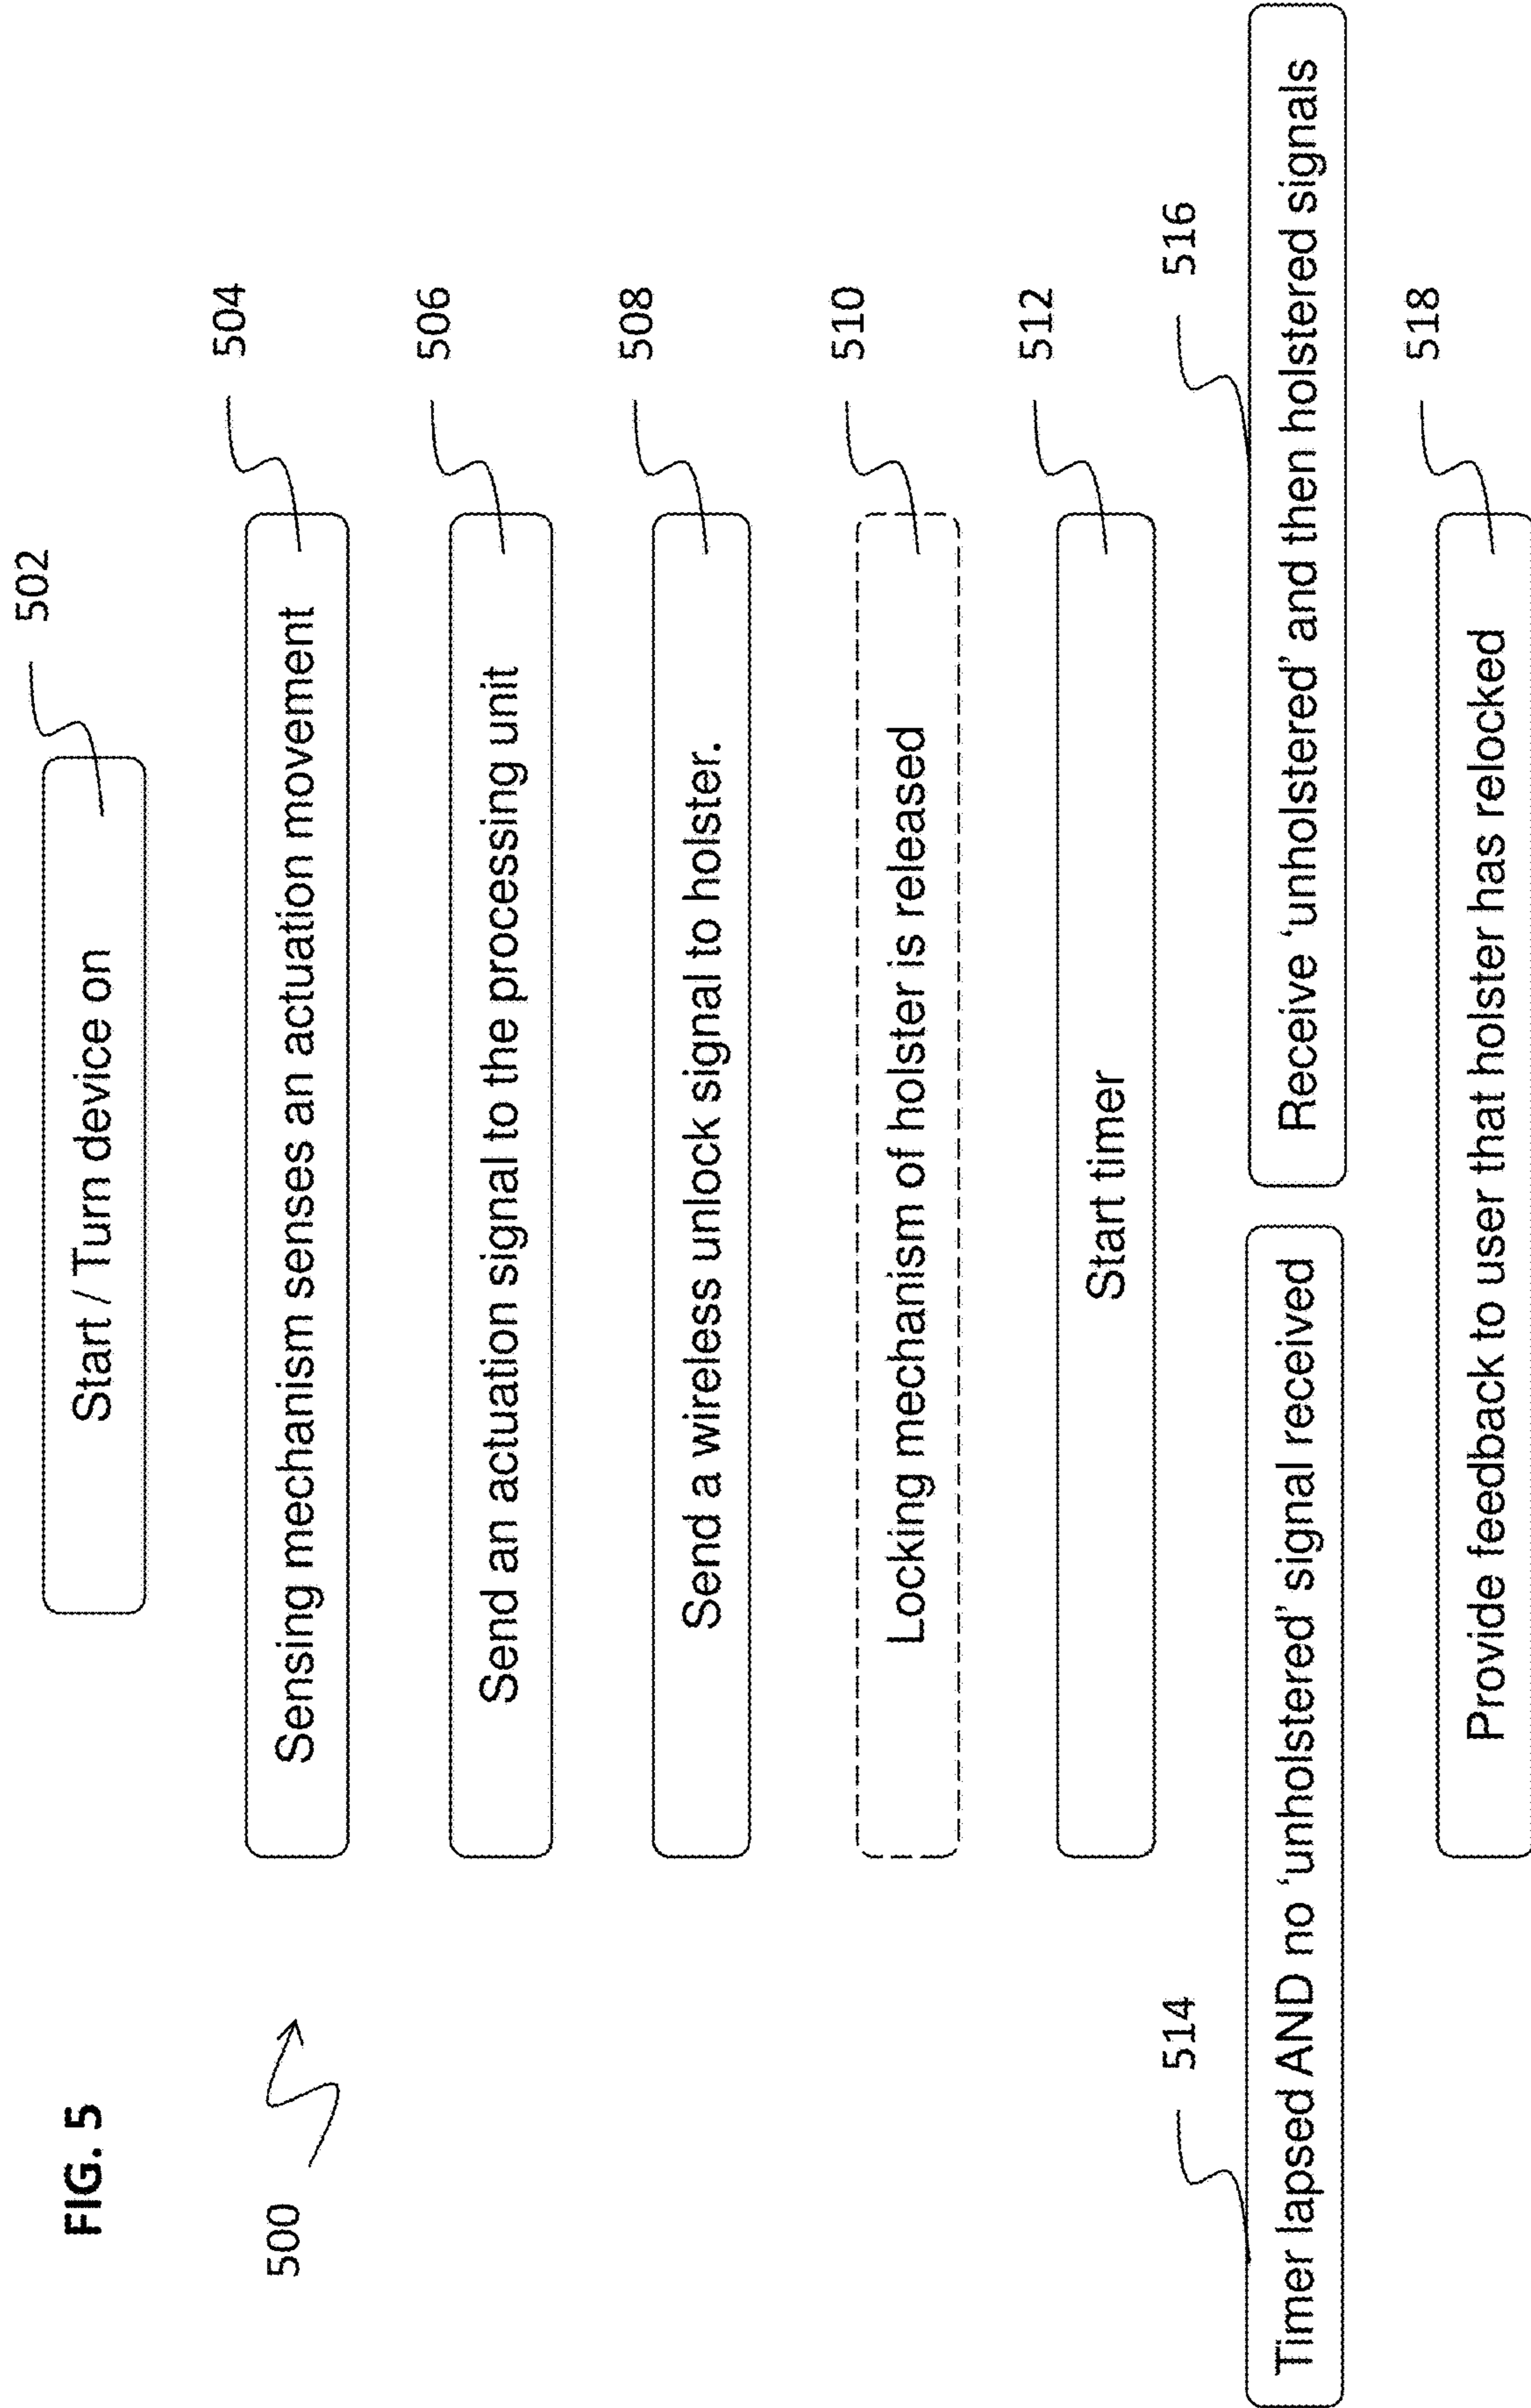 FIG. 5
500
502
Start / Turn device on
504
Sensing mechanism senses an actuation movement
506
Send an actuation signal to the processing unit
508
Send a wireless unlock signal to holster.
510
Locking mechanism of holster is released
512
Start timer
514
Timer lapsed AND no ‘unholstered’ signal received
516
Receive ‘unholstered’ and then holstered signals
518
Provide feedback to user that holster has relocked